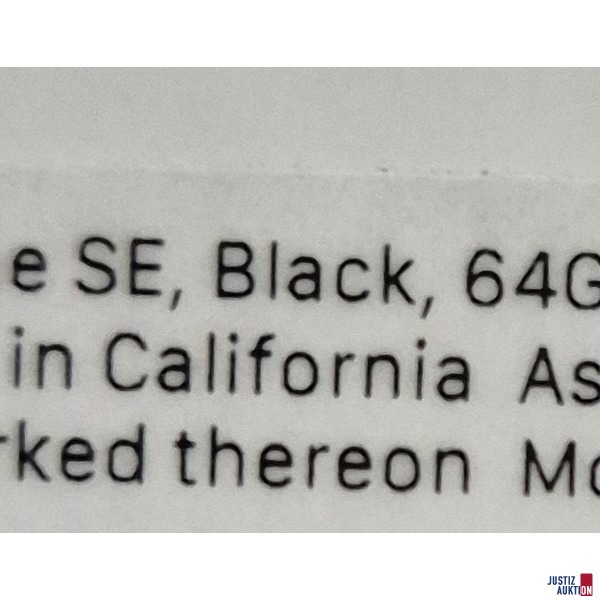 e SE, Black, 64G
in California As
rked thereon Mo
JUSTIZ
AUKTION